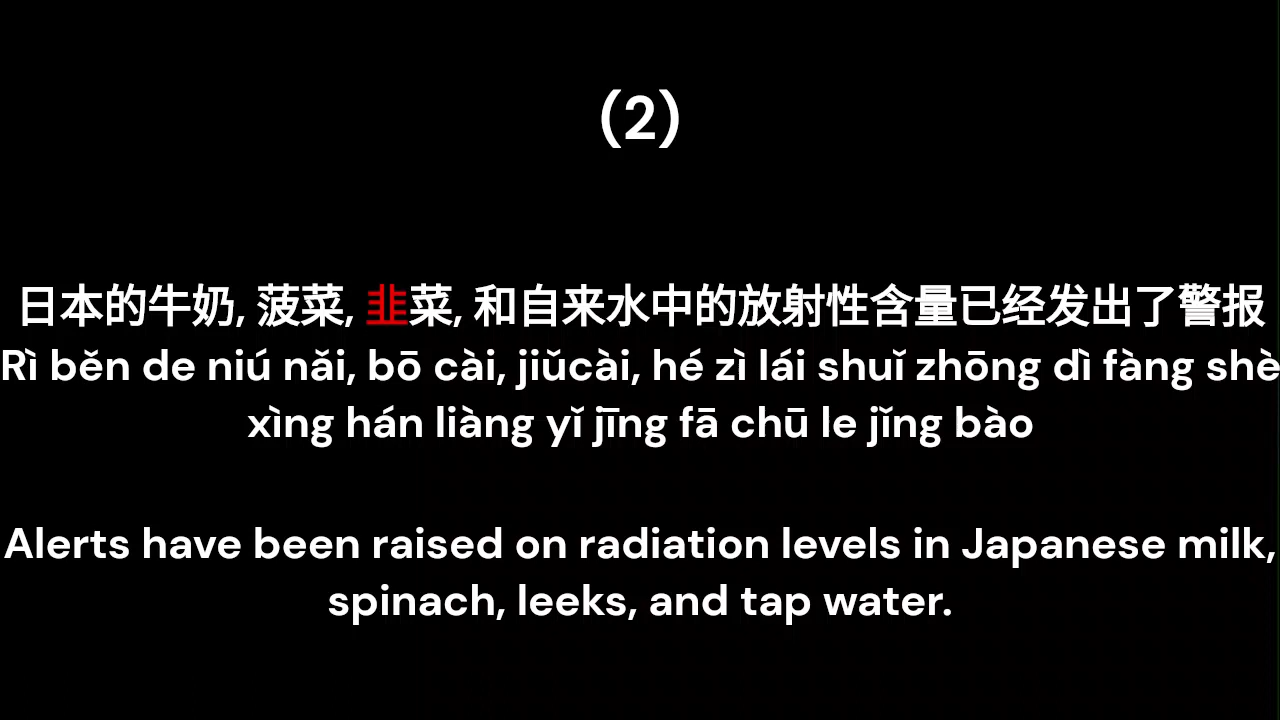 (2)
日本的牛奶, 菠菜, 韭菜, 和自来水中的放射性含量已经发出了警报
Rì běn de niú nǎi, bō cài, jiǔcài, hé zì lái shuǐ zhōng dì fàng shè
xìng hán liàng yǐ jīng fā chū le jǐng bào
Alerts have been raised on radiation levels in Japanese milk,
spinach, leeks, and tap water.